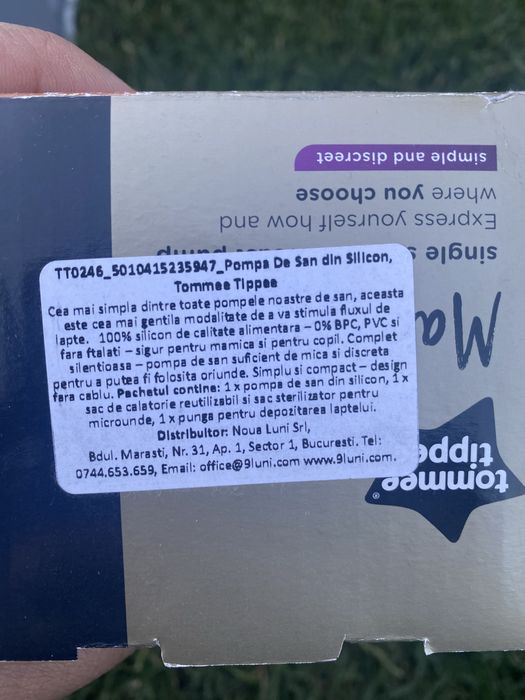 TT0246_5010415235947_Pompa De San din Silicon,
Tommee Tippee
Cea mai simpla dintre toate pompele noastre de san, aceasta
este cea mai gentila modalitate de a va stimula fluxul de
lapte. 100% silicon de calitate alimentara – 0% BPC, PVC si
fara ftalati – sigur pentru mamica si pentru copil. Complet
silentioasa – pompa de san suficient de mica si discreta
pentru a putea fi folosita oriunde. Simplu si compact – design
fara cablu. Pachetul contine: 1 x pompa de san din silicon, 1 x
sac de calatorie reutilizabil si sac sterilizator pentru
microunde, 1 x punga pentru depozitarea laptelui.
Distribuitor: Noua Luni Srl,
Bdul. Marasti, Nr. 31, Ap. 1, Sector 1, Bucuresti. Tel:
0744.653.659, Email: office@9luni.com www.9luni.com.
tommee
tippee
Ma
single
pump
Express yourself how and
where you choose
simple and discreet